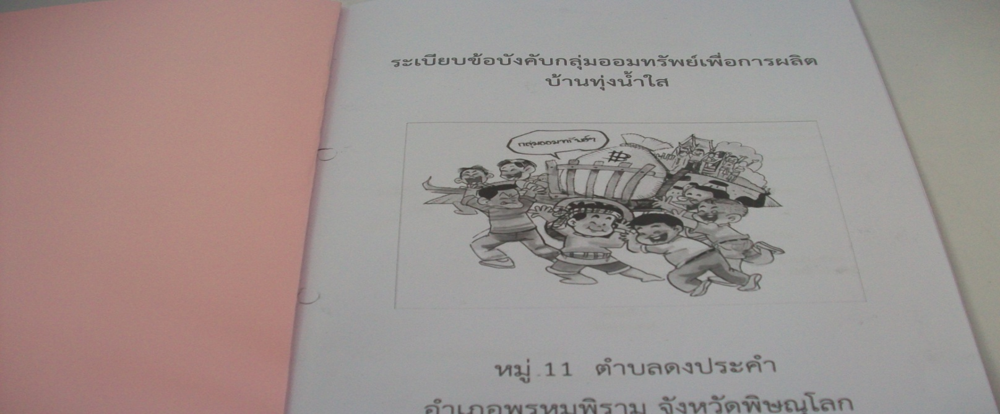 ระเบียบข้อบังคับกลุ่มออมทรัพย์เพื่อการผลิต
บ้านทุ่งน้ำใส
กลุ่มออมทรัพย์ฯ
หมู่ 11 ตำบลดงประคำ
อำเภอพรหมพิราม จังหวัดพิษณุโลก